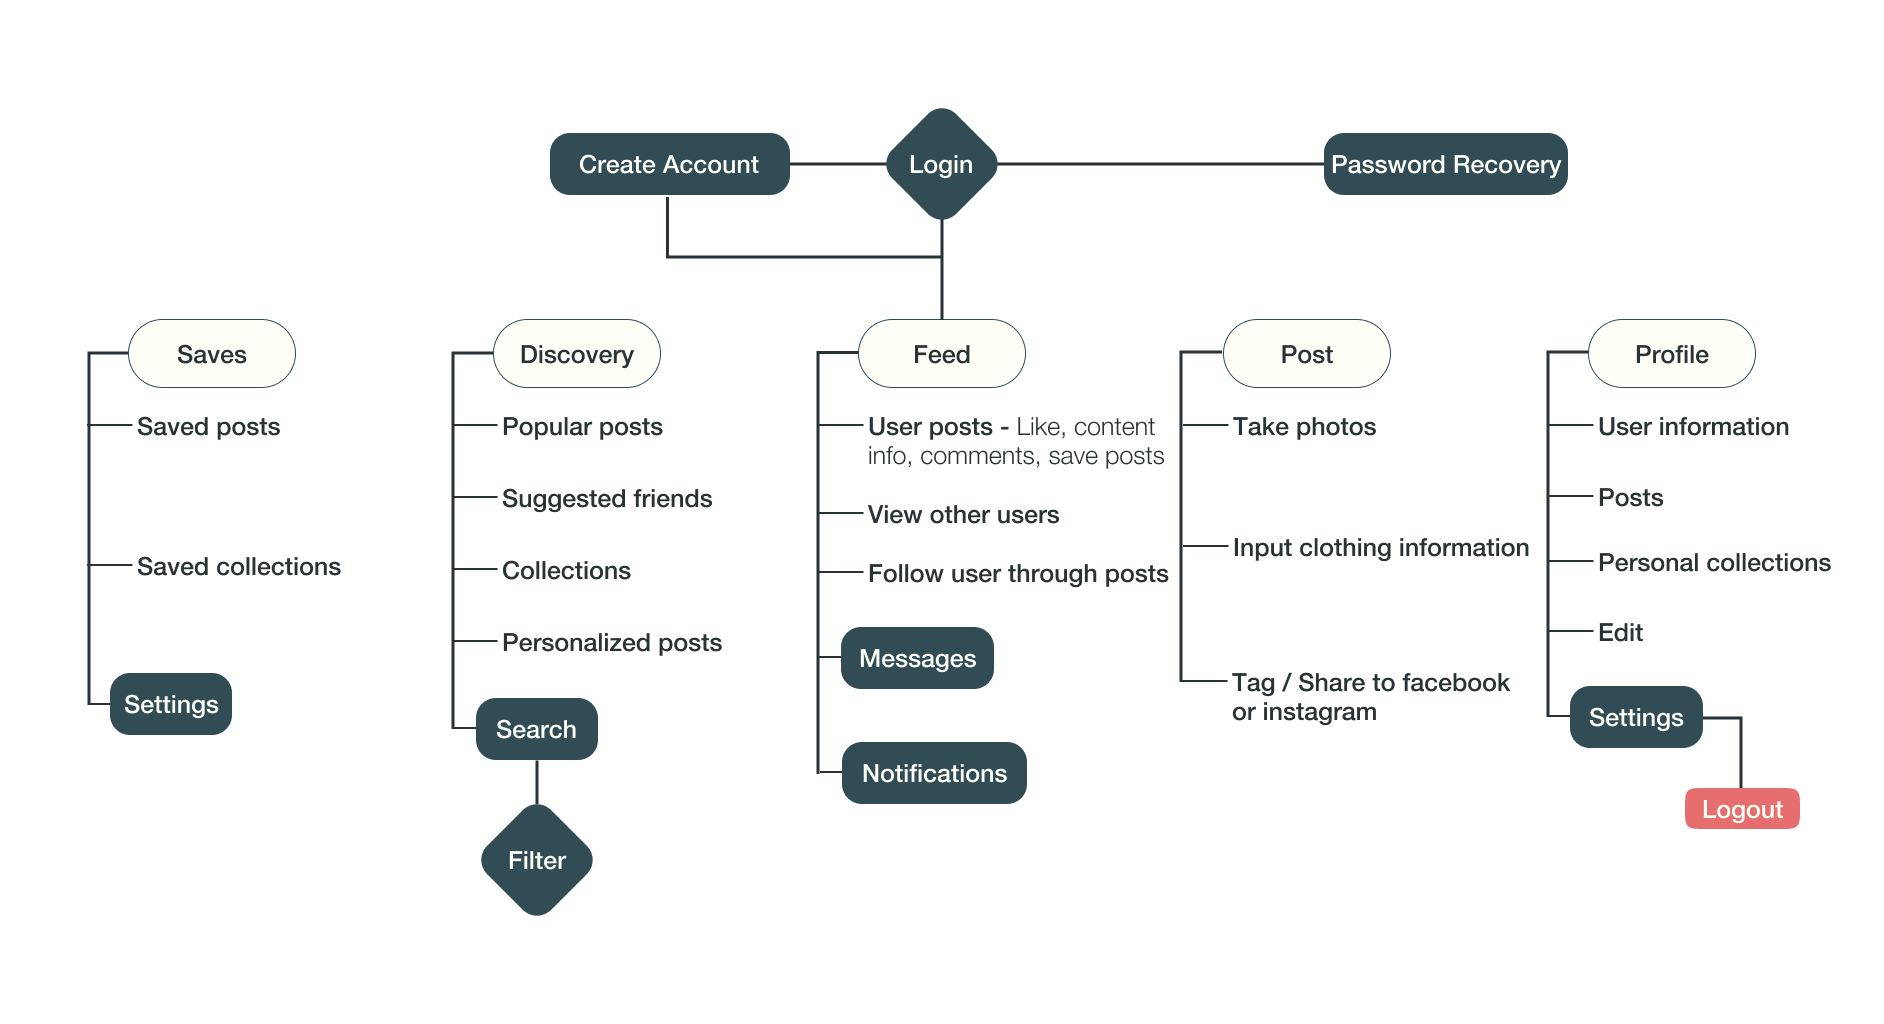 Create Account
Login
Password Recovery
Saves
Saved posts
Saved collections
Settings
Discovery
Popular posts
Suggested friends
Collections
Personalized posts
Search
Filter
Feed
User posts - Like, content
info, comments, save posts
View other users
Follow user through posts
Messages
Notifications
Post
Take photos
Input clothing information
Tag / Share to facebook
or instagram
Profile
User information
Posts
Personal collections
Edit
Settings
Logout